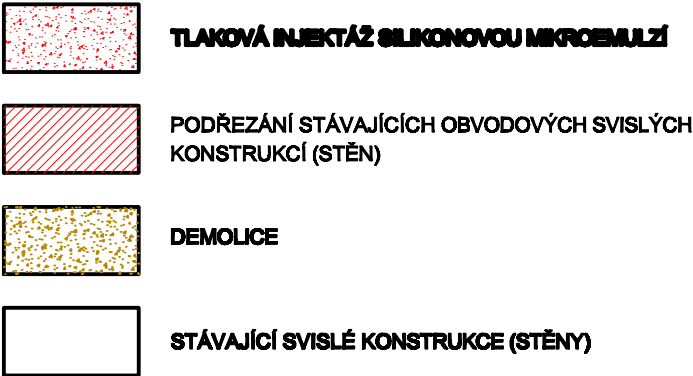 TLAKOVÁ INJEKTÁŽ SILIKONOVOU MIKROEMULZÍ
PODŘEZÁNÍ STÁVAJÍCÍCH OBVODOVÝCH SVISLÝCH
KONSTRUKCÍ (STĚN)
DEMOLICE
STÁVAJÍCÍ SVISLÉ KONSTRUKCE (STĚNY)